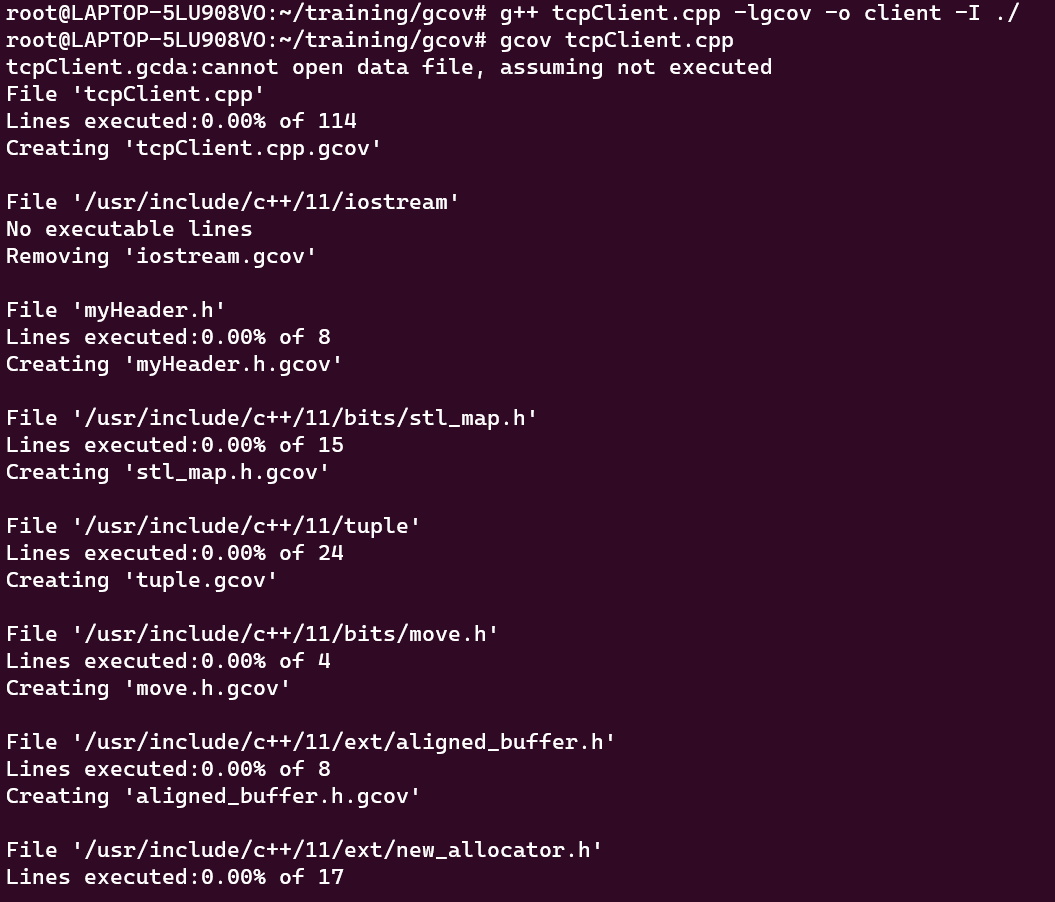 root@LAPTOP-5LU908VO:~/training/gcov# g++ tcpClient.cpp -lgcov -o client -I ./
root@LAPTOP-5LU908VO:~/training/gcov# gcov tcpClient.cpp
tcpClient.gcda:cannot open data file, assuming not executed
File 'tcpClient.cpp'
Lines executed:0.00% of 114
Creating 'tcpClient.cpp.gcov'

File '/usr/include/c++/11/iostream'
No executable lines
Removing 'iostream.gcov'

File 'myHeader.h'
Lines executed:0.00% of 8
Creating 'myHeader.h.gcov'

File '/usr/include/c++/11/bits/stl_map.h'
Lines executed:0.00% of 15
Creating 'stl_map.h.gcov'

File '/usr/include/c++/11/tuple'
Lines executed:0.00% of 24
Creating 'tuple.gcov'

File '/usr/include/c++/11/bits/move.h'
Lines executed:0.00% of 4
Creating 'move.h.gcov'

File '/usr/include/c++/11/ext/aligned_buffer.h'
Lines executed:0.00% of 8
Creating 'aligned_buffer.h.gcov'

File '/usr/include/c++/11/ext/new_allocator.h'
Lines executed:0.00% of 17